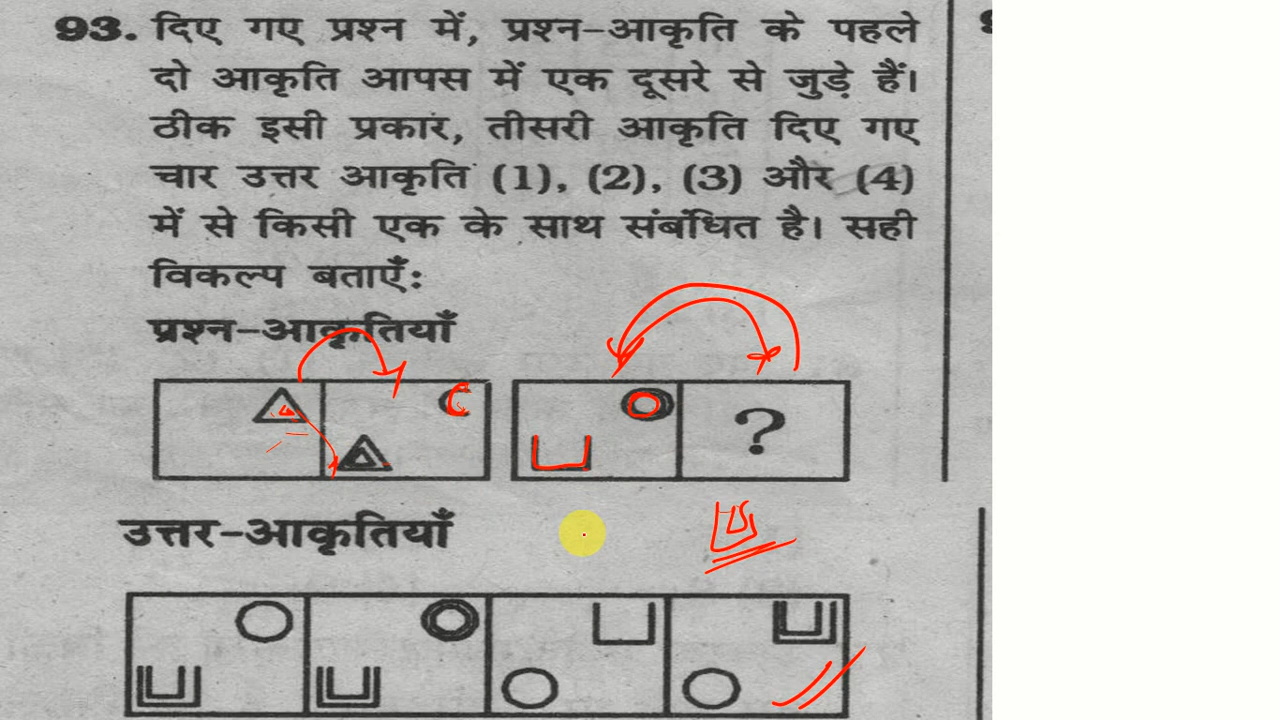 93. दिए गए प्रश्न में, प्रश्न-आकृति के पहले
दो आकृति आपस में एक दूसरे से जुड़े हैं।
ठीक इसी प्रकार, तीसरी आकृति दिए गए
चार उत्तर आकृति (1), (2), (3) और (4)
में से किसी एक के साथ संबंधित है। सही
विकल्प बताएँ:
प्रश्न-आकृतियाँ
?
उत्तर-आकृतियाँ